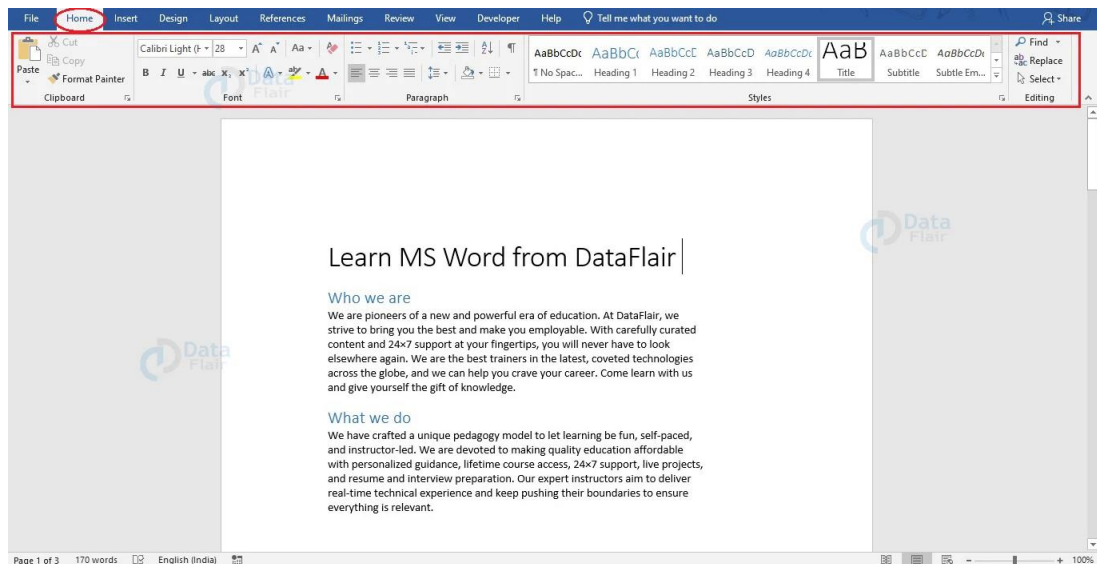 File Home Insert Design Layout References Mailings Review View Developer Help Tell me what you want to do Share
Cut
Copy
Paste
Format Painter
Clipboard
Calibri Light (H 28 Aa
B I U abc X₂ X² A
Font
Paragraph
AaBbCcDc AaBbC( AaBbCcE AaBbCcD AaBbCcDc AaB AaBbCcC AaBbCcDc
¶ No Spac... Heading 1 Heading 2 Heading 3 Heading 4 Title Subtitle Subtle Em...
Styles
Find
Replace
Select
Editing
Data
Flair
Learn MS Word from DataFlair
Data
Flair
Who we are
We are pioneers of a new and powerful era of education. At DataFlair, we
strive to bring you the best and make you employable. With carefully curated
content and 24×7 support at your fingertips, you will never have to look
elsewhere again. We are the best trainers in the latest, coveted technologies
across the globe, and we can help you crave your career. Come learn with us
and give yourself the gift of knowledge.
Data
Flair
What we do
We have crafted a unique pedagogy model to let learning be fun, self-paced,
and instructor-led. We are devoted to making quality education affordable
with personalized guidance, lifetime course access, 24×7 support, live projects,
and resume and interview preparation. Our expert instructors aim to deliver
real-time technical experience and keep pushing their boundaries to ensure
everything is relevant.
Page 1 of 3 170 words English (India) 100%